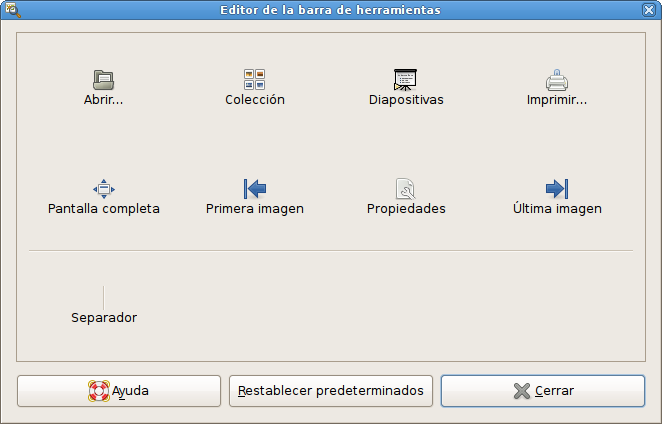 Editor de la barra de herramientas
Abrir... Colección Diapositivas Imprimir...
Pantalla completa Primera imagen Propiedades Última imagen
Separador
Ayuda Restablecer predeterminados Cerrar